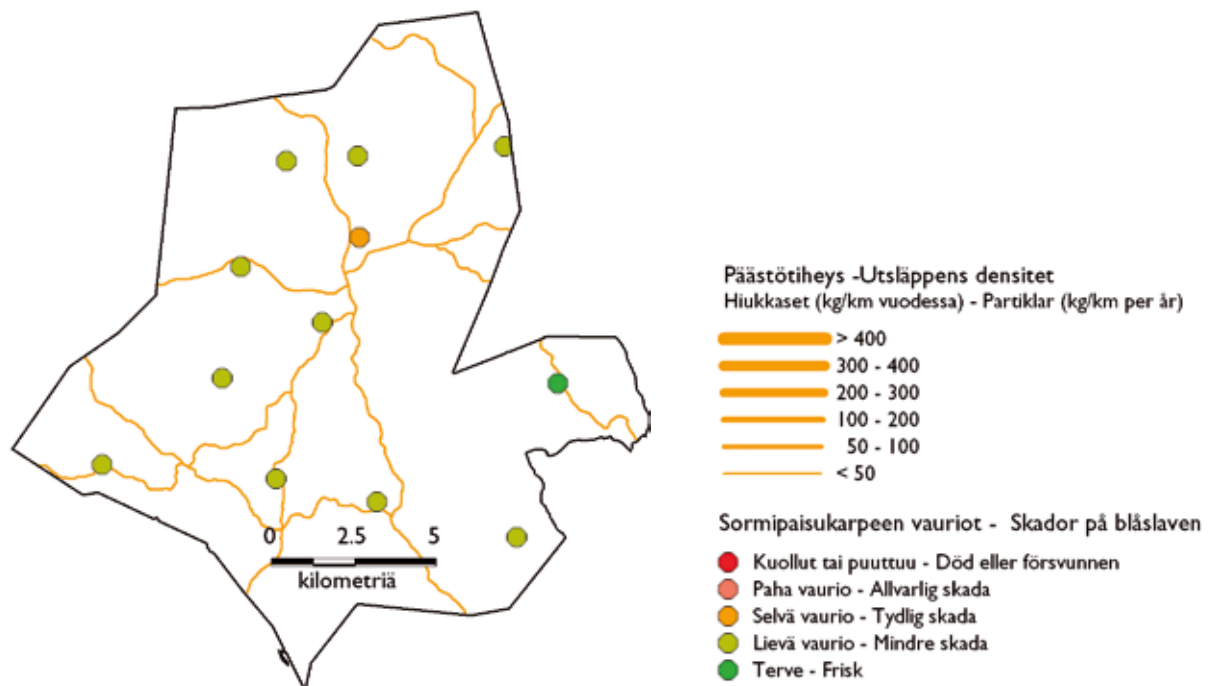 Päästötiheys -Utsläppens densitet
Hiukkaset (kg/km vuodessa) - Partiklar (kg/km per år)
> 400
300 - 400
200 - 300
100 - 200
50 - 100
< 50
Sormipaisukarpeen vauriot - Skador på blåslaven
Kuollut tai puuttuu - Död eller försvunnen
Paha vaurio - Allvarlig skada
Selvä vaurio - Tydlig skada
Lievä vaurio - Mindre skada
Terve - Frisk
0 2.5 5
kilometriä